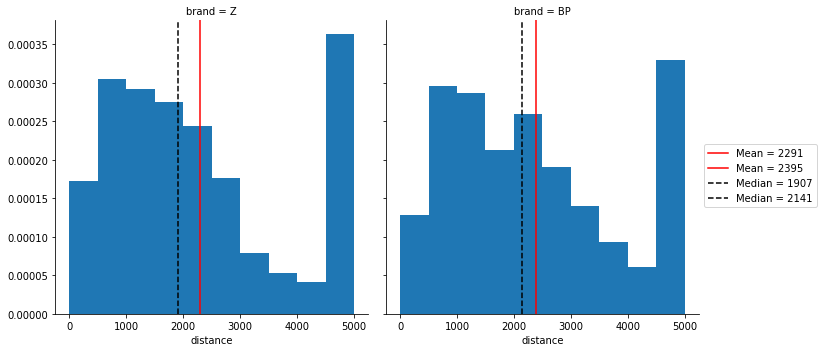 brand = Z
brand = BP
0.00035
0.00030
0.00025
0.00020
0.00015
0.00010
0.00005
0.00000
0 1000 2000 3000 4000 5000
0 1000 2000 3000 4000 5000
distance
distance
Mean = 2291
Mean = 2395
Median = 1907
Median = 2141